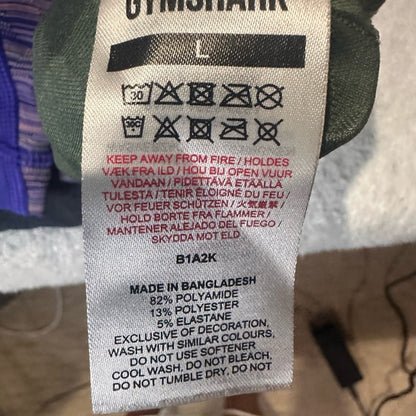 GYMSHARK
L
30
30C
KEEP AWAY FROM FIRE / HOLDES
VÆK FRA ILD / HOU BIJ OPEN VUUR
VANDAAN / PIDETTÄVÄ ETÄÄLLÄ
TULESTA / TENIR ÉLOIGNÉ DU FEU /
VOR FEUER SCHÜTZEN / 火気厳禁 /
HOLD BORTE FRA FLAMMER /
MANTENER ALEJADO DEL FUEGO /
SKYDDA MOT ELD
B1A2K
MADE IN BANGLADESH
82% POLYAMIDE
13% POLYESTER
5% ELASTANE
EXCLUSIVE OF DECORATION,
WASH WITH SIMILAR COLOURS,
DO NOT USE SOFTENER
COOL WASH, DO NOT BLEACH,
DO NOT TUMBLE DRY, DO NOT